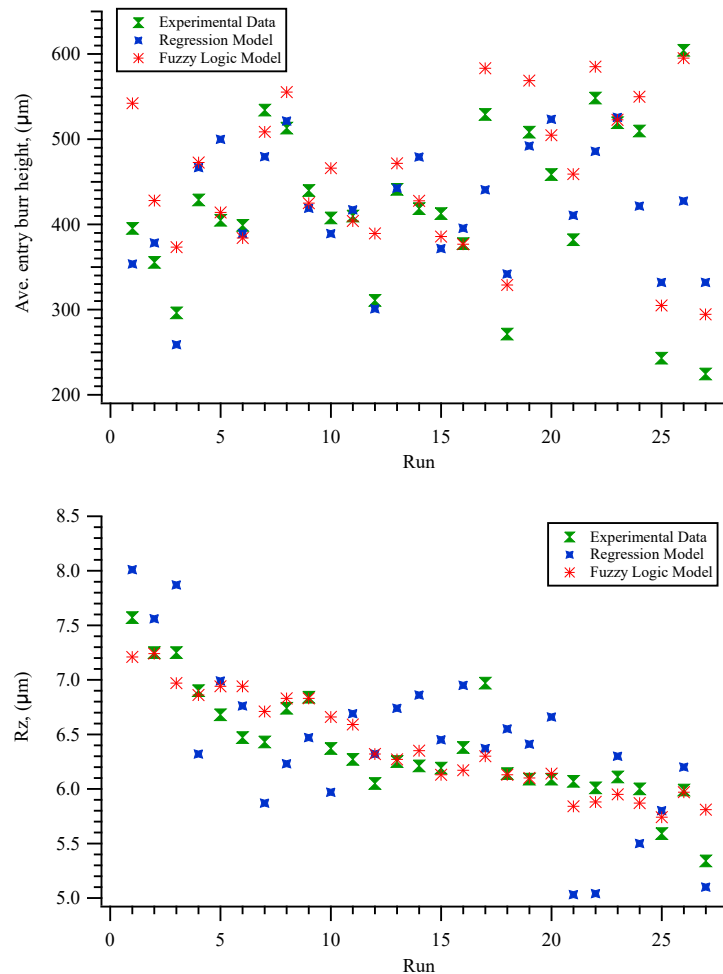 Experimental Data
Regression Model
Fuzzy Logic Model
Ave. entry burr height, (μm)
600
500
400
300
200
0
5
10
15
20
25
Run
Experimental Data
Regression Model
Fuzzy Logic Model
Rz, (μm)
8.5
8.0
7.5
7.0
6.5
6.0
5.5
5.0
0
5
10
15
20
25
Run